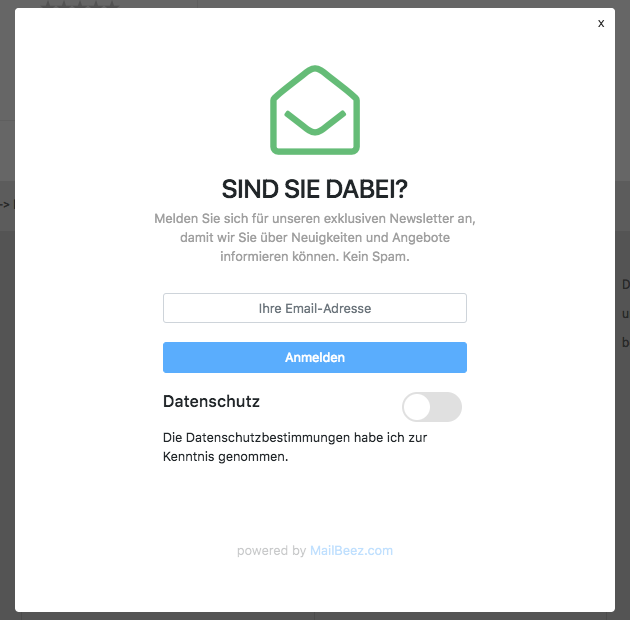 x
SIND SIE DABEI?
Melden Sie sich für unseren exklusiven Newsletter an,
damit wir Sie über Neuigkeiten und Angebote
informieren können. Kein Spam.
Ihre Email-Adresse
Anmelden
Datenschutz
Die Datenschutzbestimmungen habe ich zur
Kenntnis genommen.
powered by MailBeez.com
-->
D
u
b